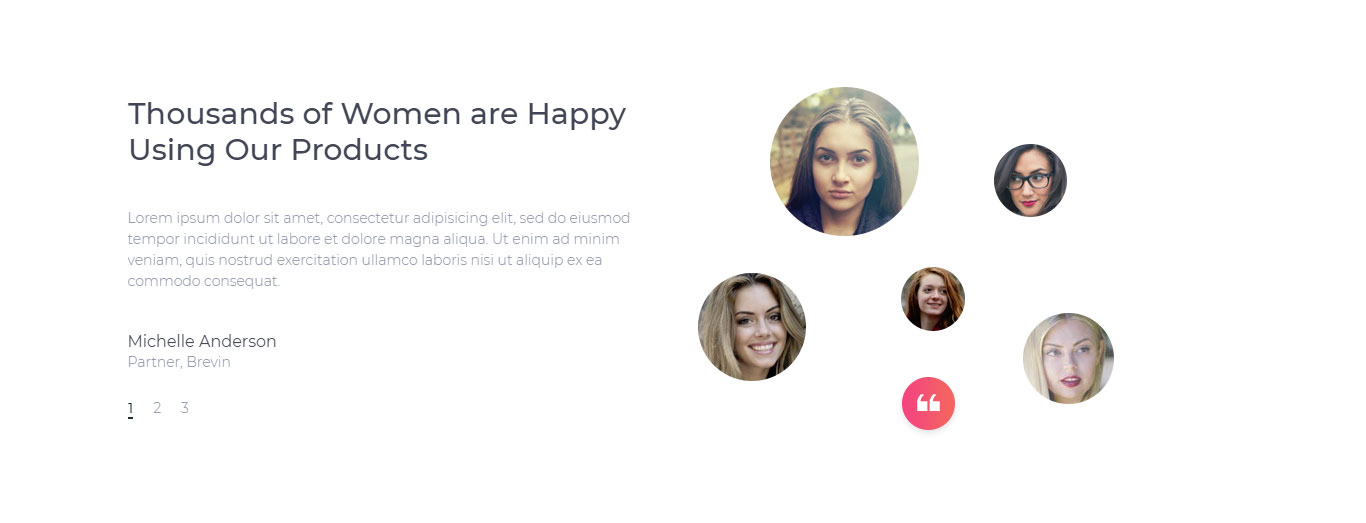 Thousands of Women are Happy
Using Our Products
Lorem ipsum dolor sit amet, consectetur adipisicing elit, sed do eiusmod
tempor incididunt ut labore et dolore magna aliqua. Ut enim ad minim
veniam, quis nostrud exercitation ullamco laboris nisi ut aliquip ex ea
commodo consequat.
Michelle Anderson
Partner, Brevin
1 2 3